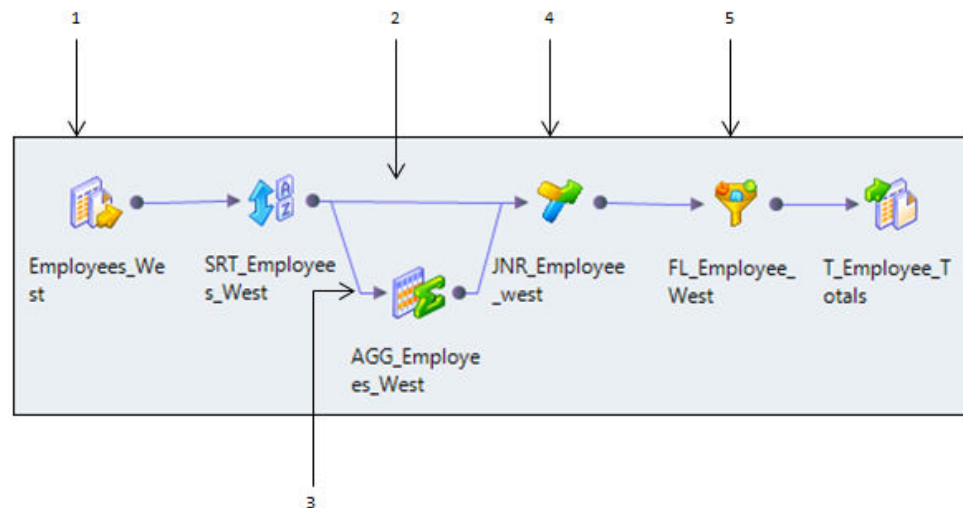 1
2
4
5
Employees_We
st
SRT_Employee
s_West
JNR_Employee
_west
FL_Employee_
West
T_Employee_T
otals
AGG_Employe
es_West
3